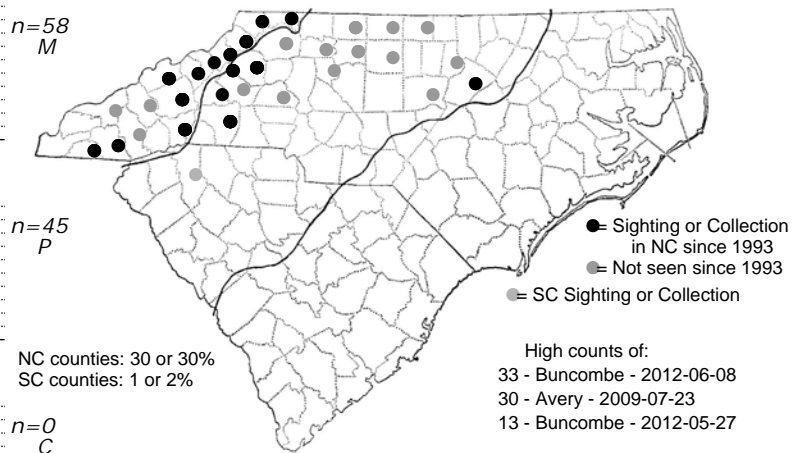 n=58
M
n=45
P
n=0
C
= Sighting or Collection
in NC since 1993
= Not seen since 1993
= SC Sighting or Collection
NC counties: 30 or 30%
SC counties: 1 or 2%
High counts of:
33 - Buncombe - 2012-06-08
30 - Avery - 2009-07-23
13 - Buncombe - 2012-05-27